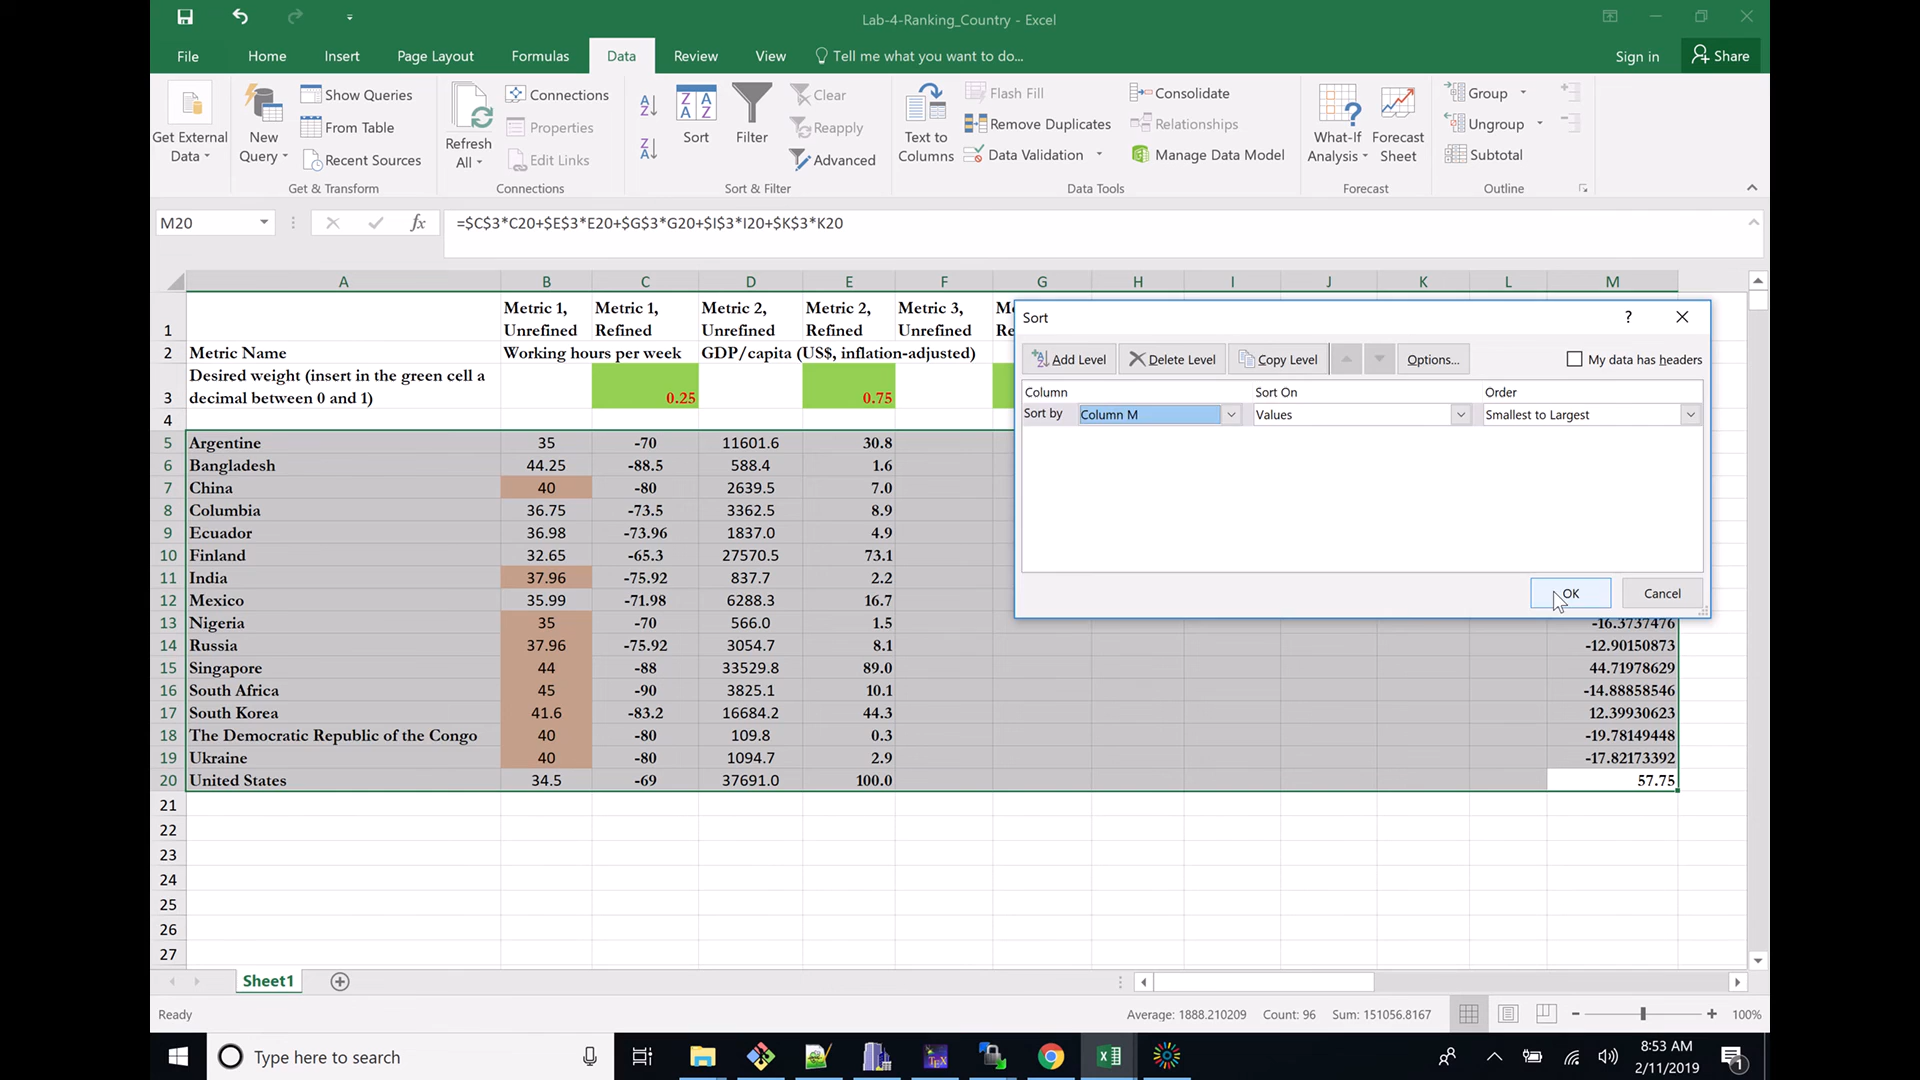 Lab-4-Ranking_Country - Excel
File Home Insert Page Layout Formulas Data Review View Tell me what you want to do... Sign in Share
Get External Data
New Query
Show Queries
From Table
Recent Sources
Get & Transform
Refresh All
Connections
Properties
Edit Links
Connections
Sort
Filter
Clear
Reapply
Advanced
Sort & Filter
Text to Columns
Flash Fill
Remove Duplicates
Data Validation
Consolidate
Relationships
Manage Data Model
Data Tools
What-If Analysis
Forecast Sheet
Forecast
Group
Ungroup
Subtotal
Outline
M20 fx =$C$3*C20+$E$3*E20+$G$3*G20+$I$3*I20+$K$3*K20
A B C D E F G H I J K L M
1 Metric 1, Unrefined Metric 1, Refined Metric 2, Unrefined Metric 2, Refined Metric 3, Unrefined
2 Metric Name Working hours per week GDP/capita (US$, inflation-adjusted)
3 Desired weight (insert in the green cell a decimal between 0 and 1) 0.25 0.75
4
5 Argentine 35 -70 11601.6 30.8
6 Bangladesh 44.25 -88.5 588.4 1.6
7 China 40 -80 2639.5 7.0
8 Columbia 36.75 -73.5 3362.5 8.9
9 Ecuador 36.98 -73.96 1837.0 4.9
10 Finland 32.65 -65.3 27570.5 73.1
11 India 37.96 -75.92 837.7 2.2
12 Mexico 35.99 -71.98 6288.3 16.7
13 Nigeria 35 -70 566.0 1.5 -16.3737476
14 Russia 37.96 -75.92 3054.7 8.1 -12.90150873
15 Singapore 44 -88 33529.8 89.0 44.71978629
16 South Africa 45 -90 3825.1 10.1 -14.88858546
17 South Korea 41.6 -83.2 16684.2 44.3 12.39930623
18 The Democratic Republic of the Congo 40 -80 109.8 0.3 -19.78149448
19 Ukraine 40 -80 1094.7 2.9 -17.82173392
20 United States 34.5 -69 37691.0 100.0 57.75
21
22
23
24
25
26
27
Sort ?
Add Level Delete Level Copy Level Options... My data has headers
Column Sort On Order
Sort by Column M Values Smallest to Largest
OK Cancel
Sheet1
Ready Average: 1888.210209 Count: 96 Sum: 151056.8167 100%
Type here to search
8:53 AM
2/11/2019
1